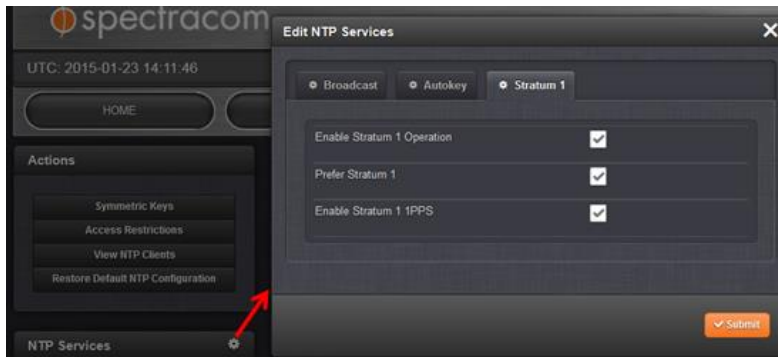 spectracom
Edit NTP Services
UTC: 2015-01-23 14:11:46
HOME
Broadcast
Autokey
Stratum 1
Enable Stratum 1 Operation
Prefer Stratum 1
Enable Stratum 1 1PPS
Actions
Symmetric Keys
Access Restrictions
View NTP Clients
Restore Default NTP Configuration
NTP Services
Submit